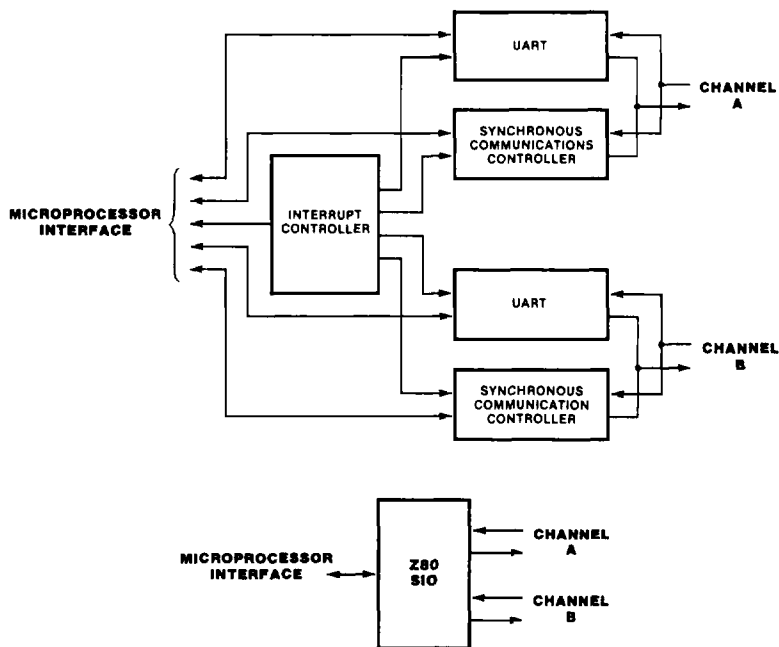 UART
CHANNEL
A
SYNCHRONOUS
COMMUNICATIONS
CONTROLLER
MICROPROCESSOR
INTERFACE
INTERRUPT
CONTROLLER
UART
CHANNEL
B
SYNCHRONOUS
COMMUNICATION
CONTROLLER
MICROPROCESSOR
INTERFACE
Z80
SIO
CHANNEL
A
CHANNEL
B